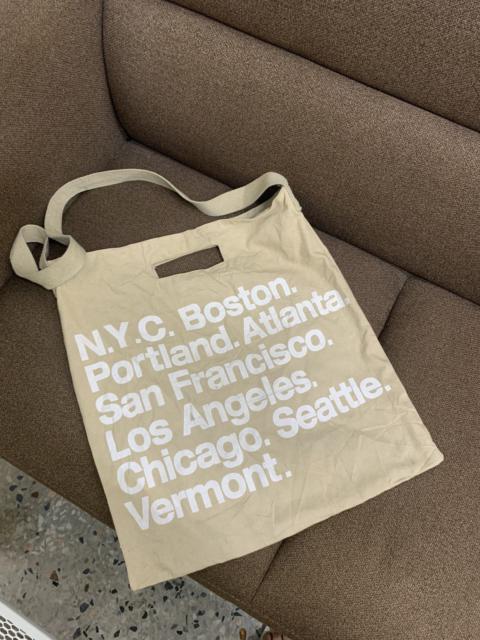 N.Y.C. Boston.
Portland. Atlanta.
San Francisco.
Los Angeles.
Chicago. Seattle.
Vermont.